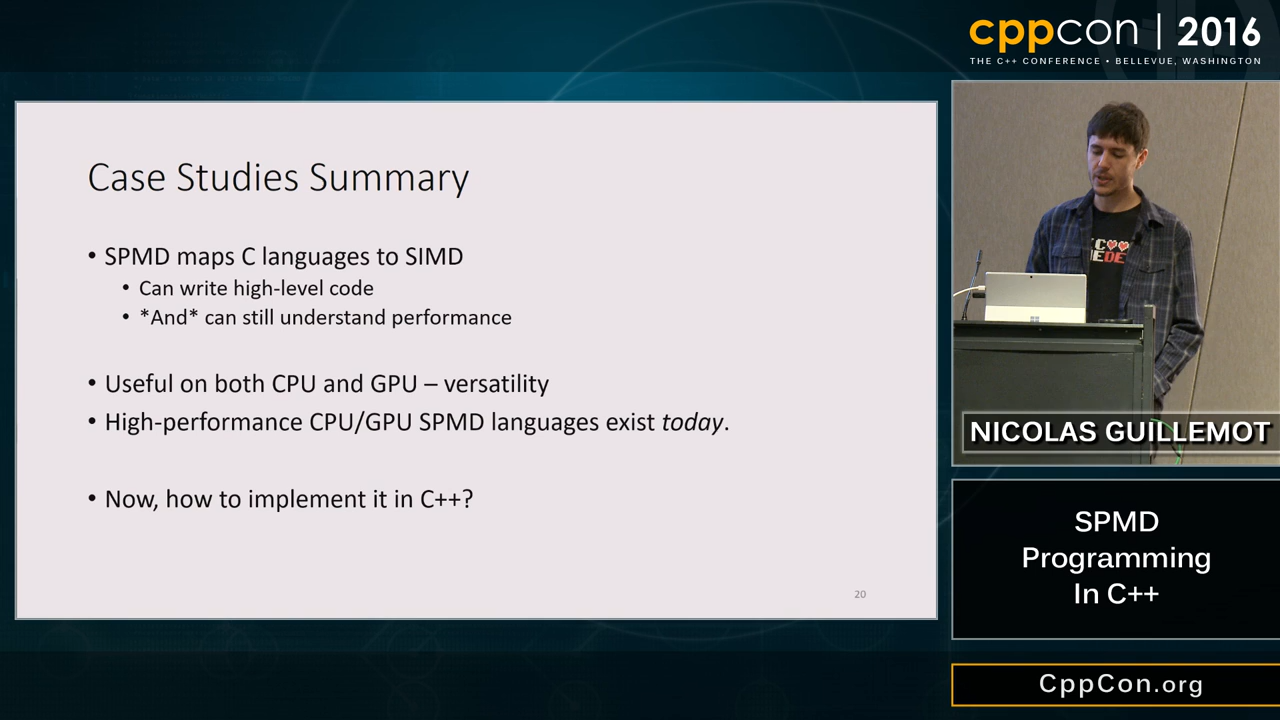 cppcon | 2016
THE C++ CONFERENCE • BELLEVUE, WASHINGTON
Case Studies Summary
• SPMD maps C languages to SIMD
• Can write high-level code
• *And* can still understand performance
• Useful on both CPU and GPU – versatility
• High-performance CPU/GPU SPMD languages exist today.
• Now, how to implement it in C++?
20
NICOLAS GUILLEMOT
SPMD
Programming
In C++
CppCon.org